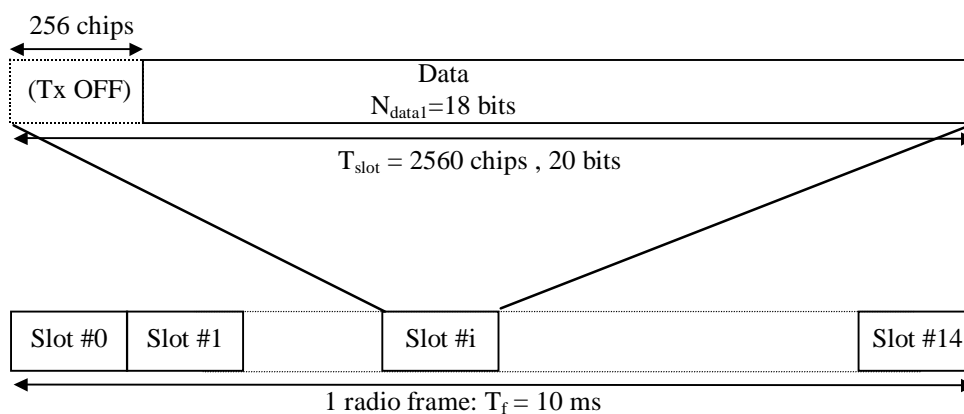 256 chips
(Tx OFF)
Data
Ndata1=18 bits
Tslot = 2560 chips , 20 bits
Slot #0
Slot #1
Slot #i
Slot #14
1 radio frame: Tf = 10 ms